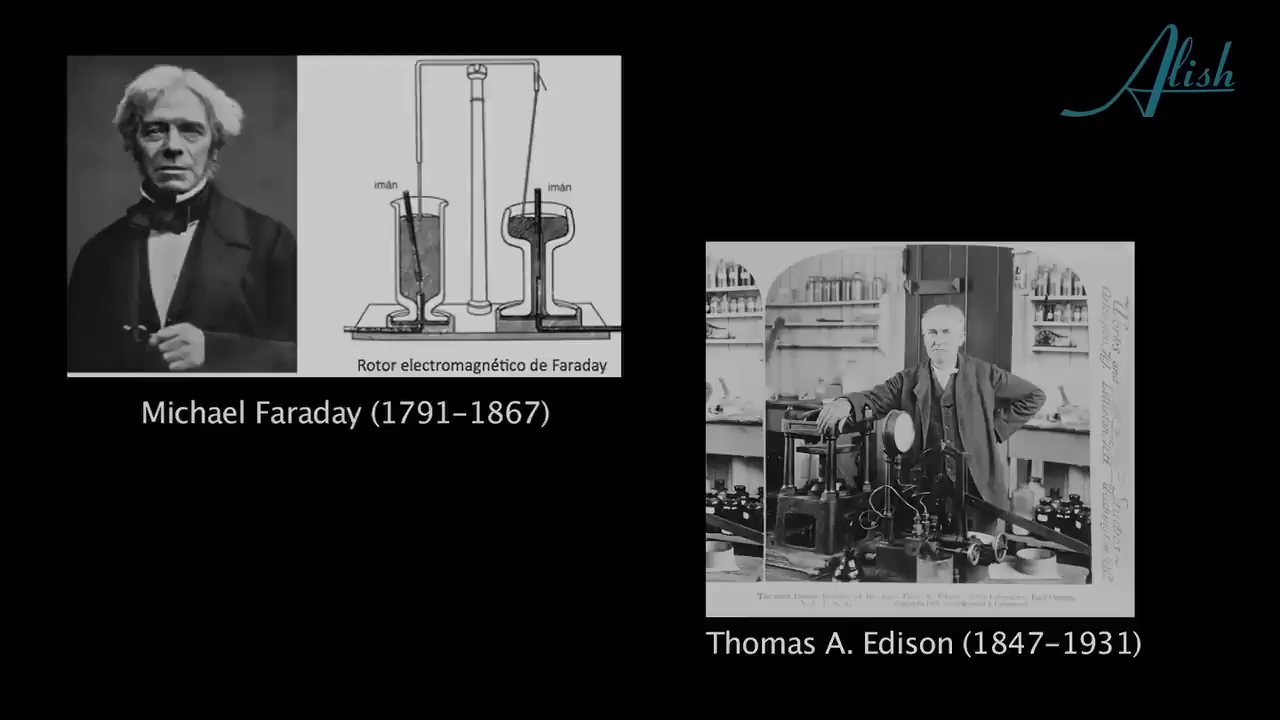 Alish
imán
imán
Rotor electromagnético de Faraday
Michael Faraday (1791-1867)
Thomas A. Edison (1847-1931)